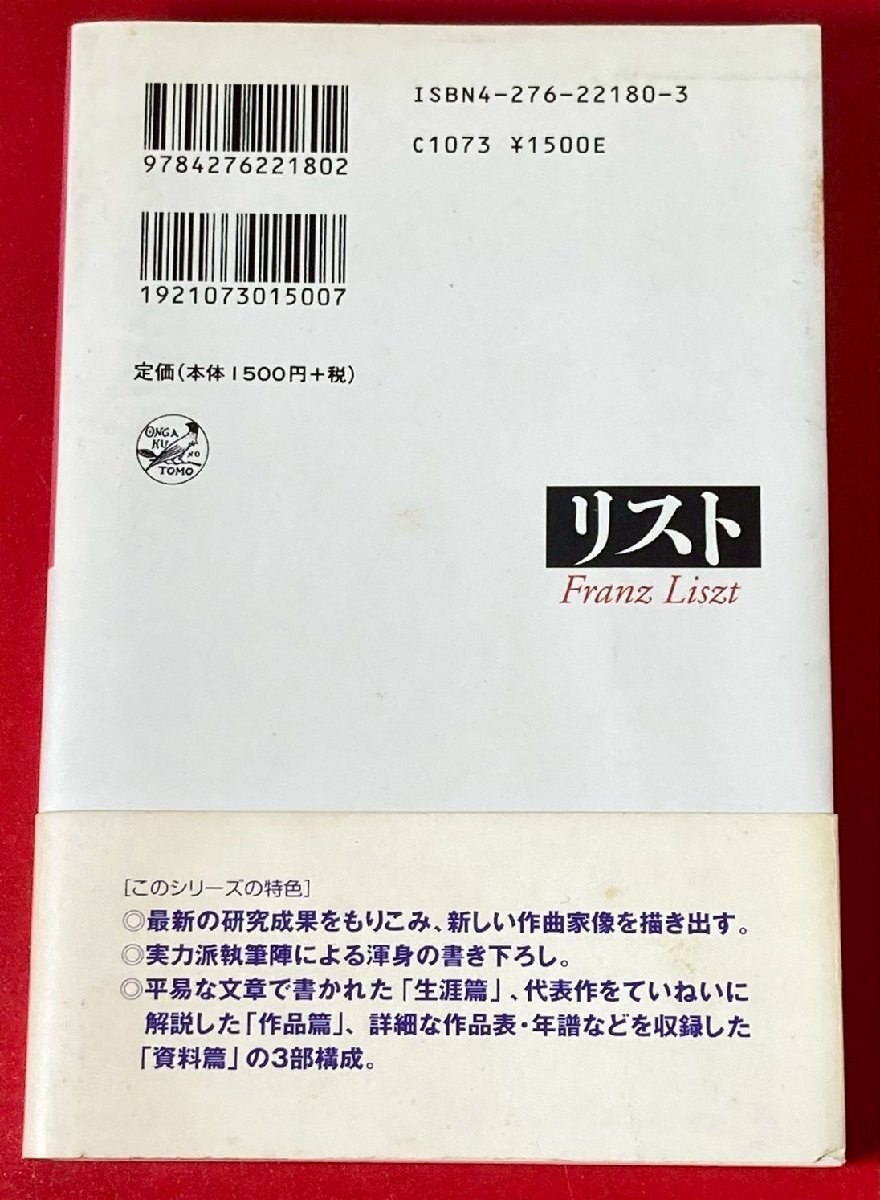 ISBN4-276-22180-3
C1073 ¥1500E
9784276221802
1921073015007
定価(本体1500円+税)
ONGAKU NO TOMO
リスト
Franz Liszt
[このシリーズの特色]
◎最新の研究成果をもりこみ、新しい作曲家像を描き出す。
◎実力派執筆陣による渾身の書き下ろし。
◎平易な文章で書かれた「生涯篇」、代表作をていねいに
解説した「作品篇」、詳細な作品表・年譜などを収録した
「資料篇」の3部構成。